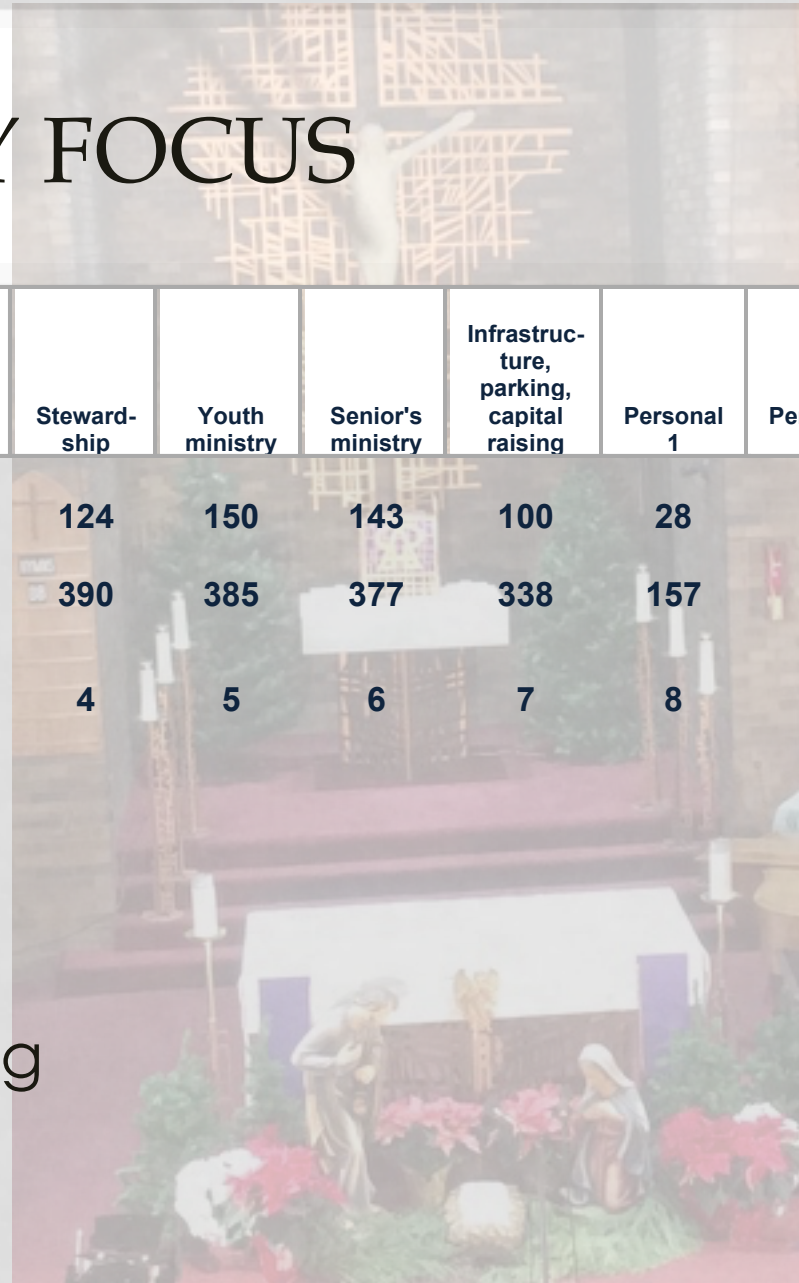 Y FOCUS
Steward-
ship
Youth
ministry
Senior's
ministry
Infrastruc-
ture,
parking,
capital
raising
Personal
1
Pe
124 150 143 100 28
390 385 377 338 157
4 5 6 7 8
g